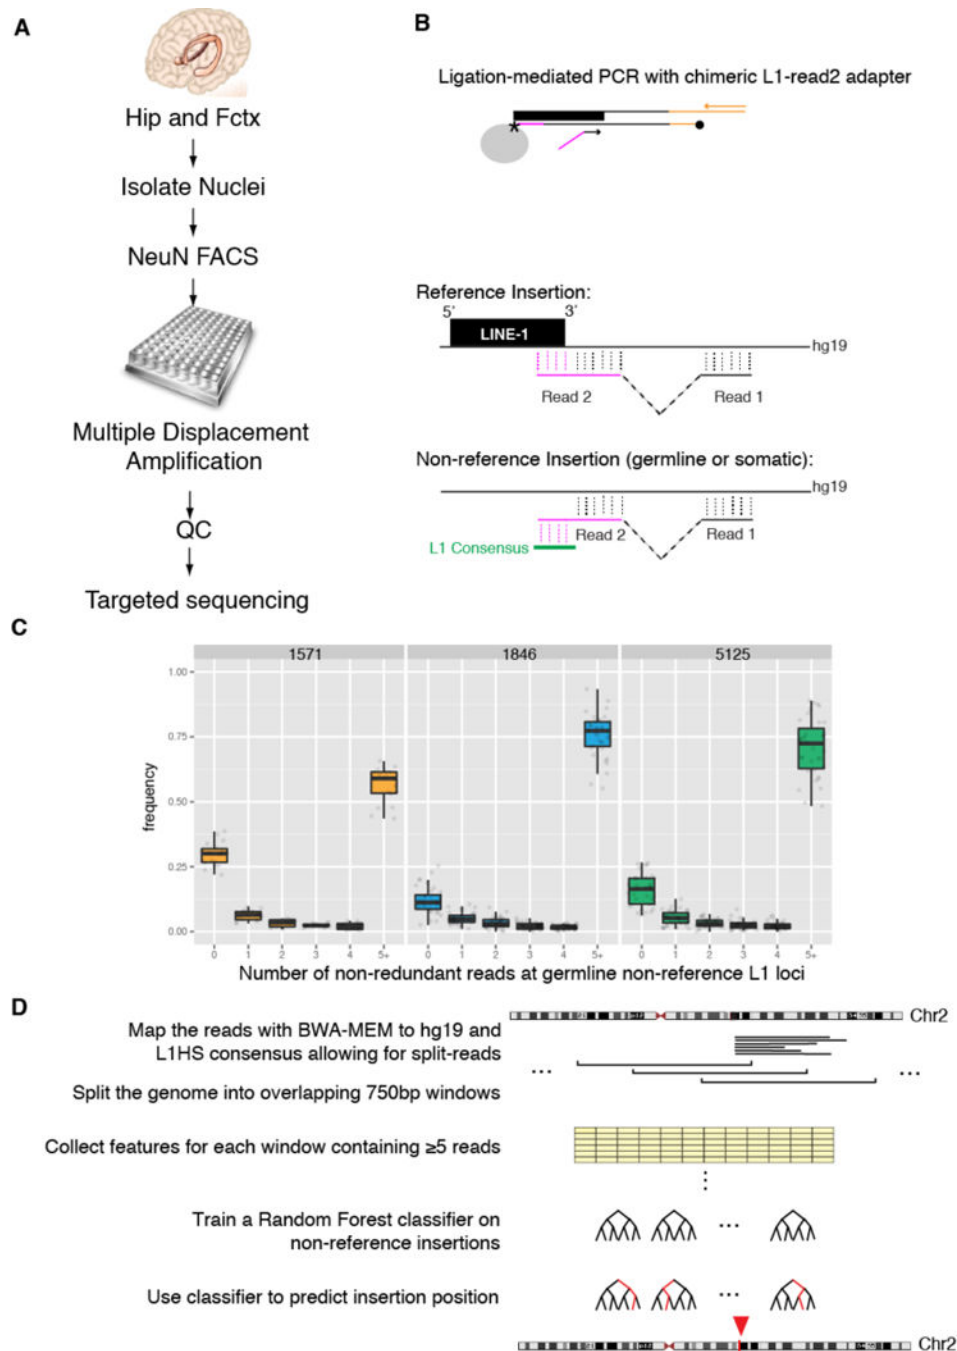 A
Hip and Fctx
Isolate Nuclei
NeuN FACS
Multiple Displacement
Amplification
QC
Targeted sequencing
B
Ligation-mediated PCR with chimeric L1-read2 adapter
*
Reference Insertion:
5' 3'
LINE-1
hg19
Read 2 Read 1
Non-reference Insertion (germline or somatic):
hg19
Read 2 Read 1
L1 Consensus
C
1571 1846 5125
1.00
0.75
0.50
0.25
0.00
frequency
0 1 2 3 4 5+ 0 1 2 3 4 5+ 0 1 2 3 4 5+
Number of non-redundant reads at germline non-reference L1 loci
D
Chr2
Map the reads with BWA-MEM to hg19 and
L1HS consensus allowing for split-reads
... ...
Split the genome into overlapping 750bp windows
Collect features for each window containing ≥5 reads
Train a Random Forest classifier on
non-reference insertions
...
Use classifier to predict insertion position
...
Chr2